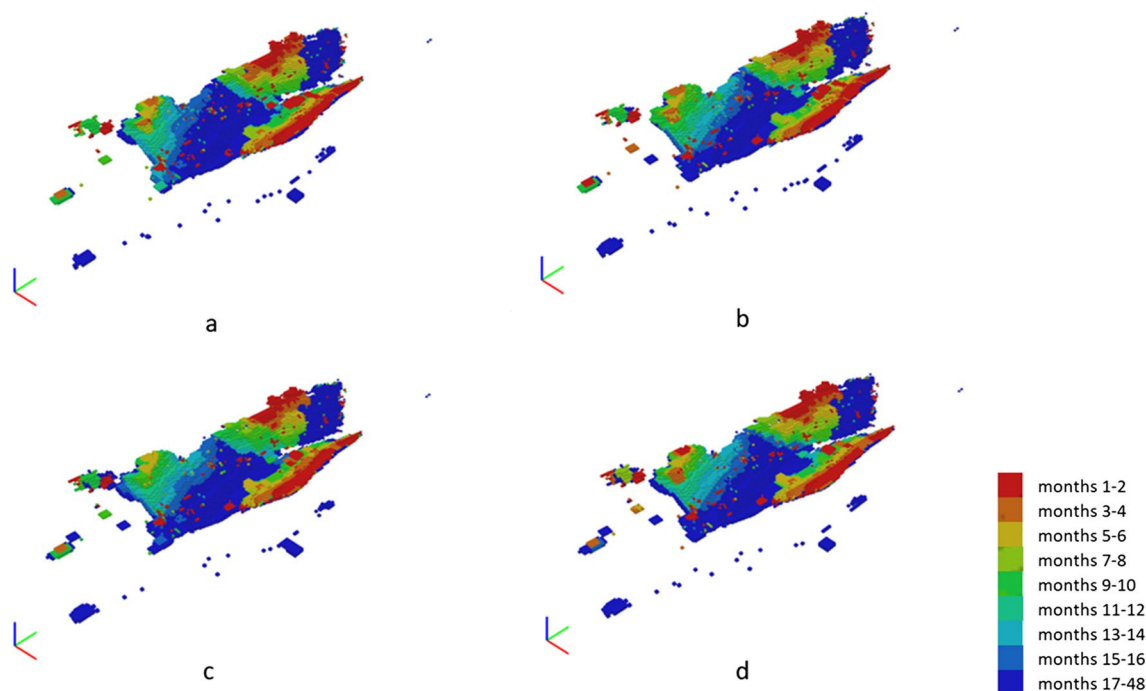 a
b
c
d
months 1-2
months 3-4
months 5-6
months 7-8
months 9-10
months 11-12
months 13-14
months 15-16
months 17-48